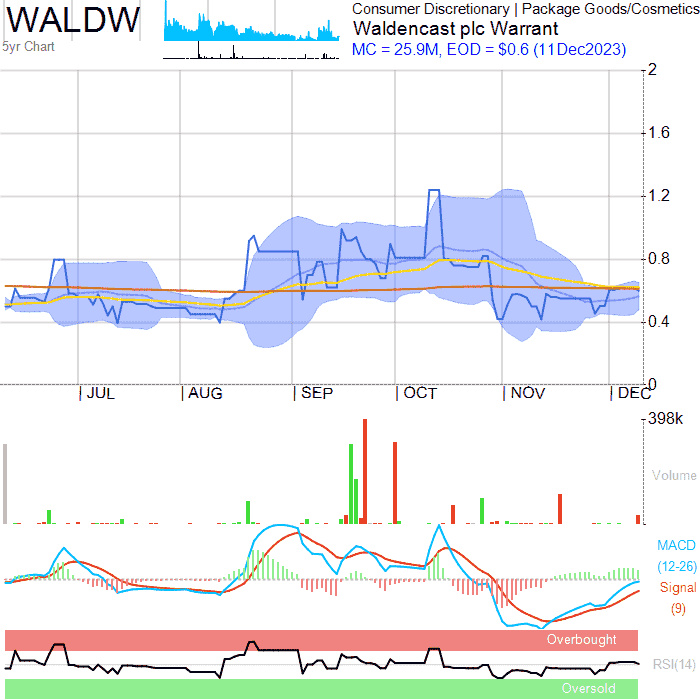 WALDW
5yr Chart
Consumer Discretionary | Package Goods/Cosmetics
Waldencast plc Warrant
MC = 25.9M, EOD = $0.6 (11Dec2023)
2
1.6
1.2
0.8
0.4
0
| JUL
| AUG
| SEP
| OCT
| NOV
| DEC
398k
Volume
MACD
(12-26)
Signal
(9)
Overbought
RSI(14)
Oversold